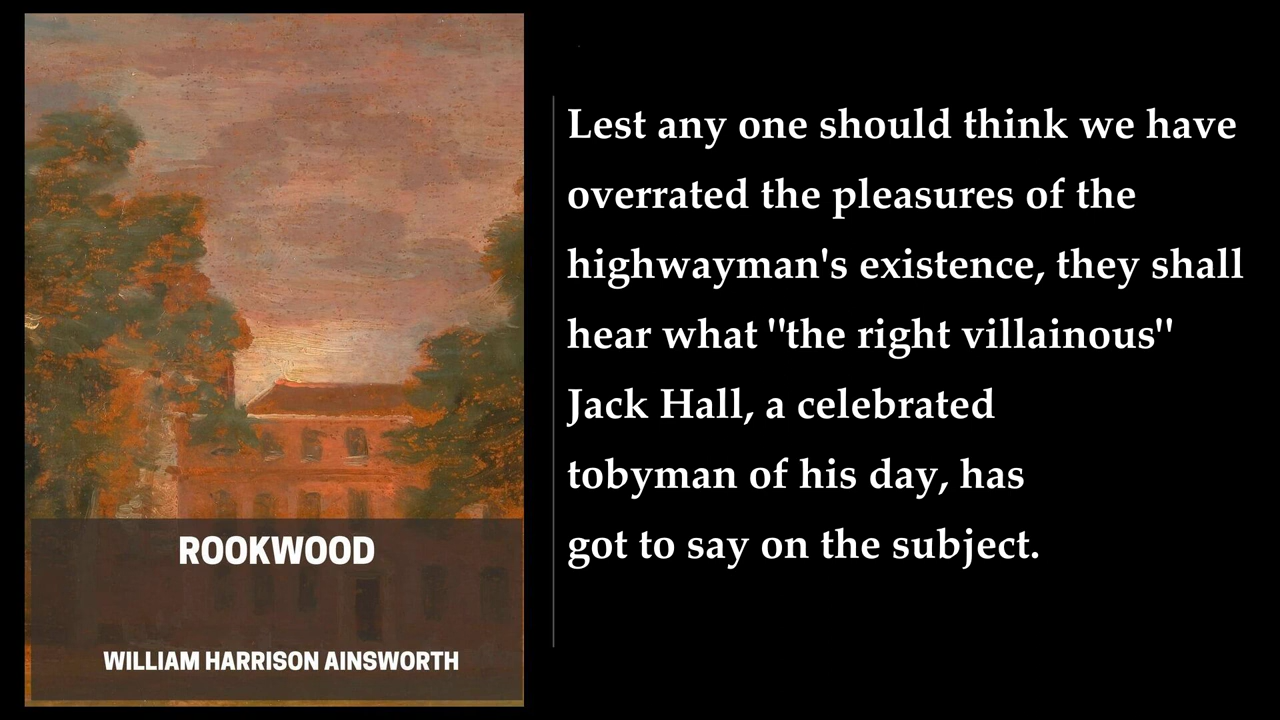 ROOKWOOD
WILLIAM HARRISON AINSWORTH
Lest any one should think we have
overrated the pleasures of the
highwayman's existence, they shall
hear what "the right villainous"
Jack Hall, a celebrated
tobyman of his day, has
got to say on the subject.